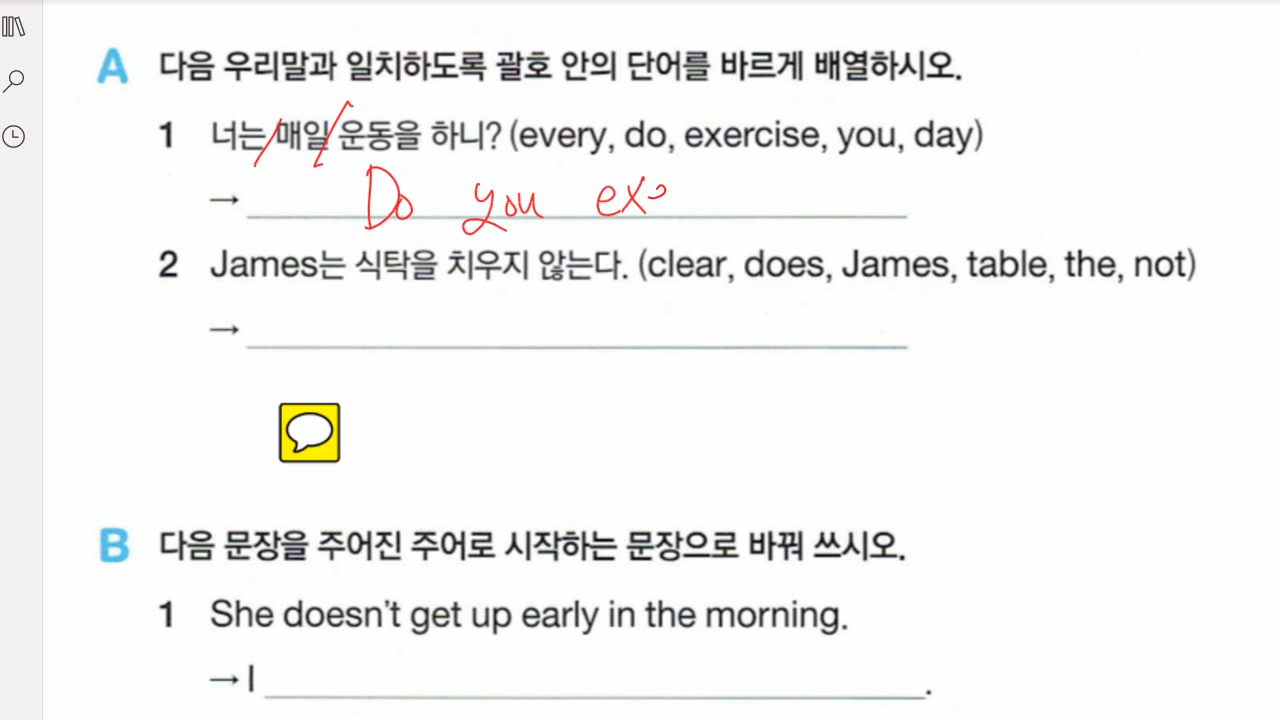 A 다음 우리말과 일치하도록 괄호 안의 단어를 바르게 배열하시오.
1 너는 매일 운동을 하니? (every, do, exercise, you, day)
→ Do you ex
2 James는 식탁을 치우지 않는다. (clear, does, James, table, the, not)
→
B 다음 문장을 주어진 주어로 시작하는 문장으로 바꿔 쓰시오.
1 She doesn't get up early in the morning.
→ I .